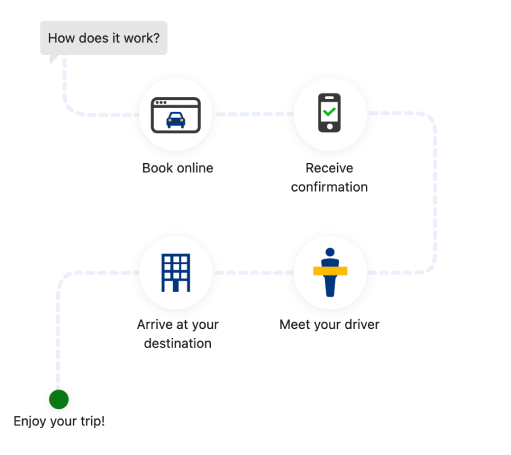 How does it work?
Book online
Receive
confirmation
Meet your driver
Arrive at your
destination
Enjoy your trip!